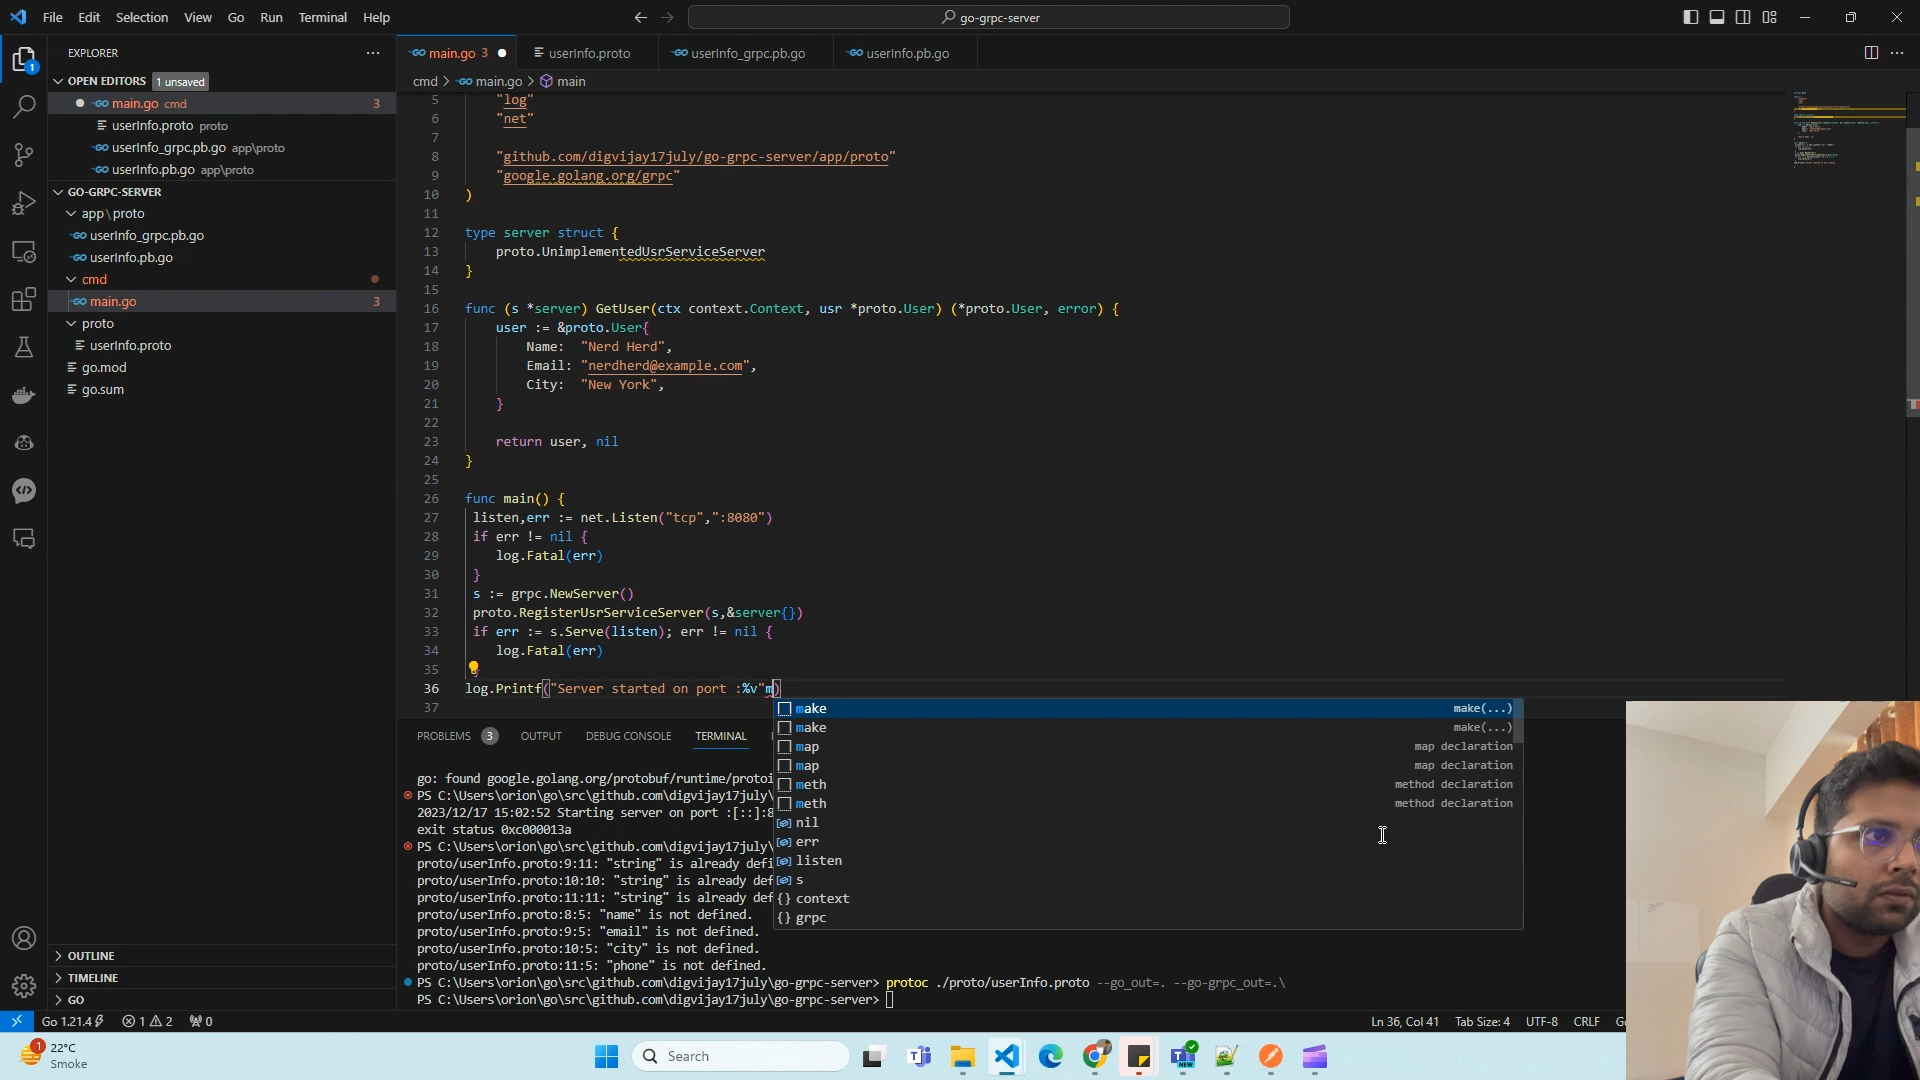 File Edit Selection View Go Run Terminal Help
go-grpc-server
EXPLORER
OPEN EDITORS 1 unsaved
main.go cmd 3
userInfo.proto proto
userInfo_grpc.pb.go app\proto
userInfo.pb.go app\proto
GO-GRPC-SERVER
app\proto
userInfo_grpc.pb.go
userInfo.pb.go
cmd
main.go 3
proto
userInfo.proto
go.mod
go.sum
OUTLINE
TIMELINE
GO
main.go 3
userInfo.proto
userInfo_grpc.pb.go
userInfo.pb.go
cmd > main.go > main
5 "log"
6 "net"
7
8 "github.com/digvijay17july/go-grpc-server/app/proto"
9 "google.golang.org/grpc"
10 )
11
12 type server struct {
13 proto.UnimplementedUsrServiceServer
14 }
15
16 func (s *server) GetUser(ctx context.Context, usr *proto.User) (*proto.User, error) {
17 user := &proto.User{
18 Name: "Nerd Herd",
19 Email: "nerdherd@example.com",
20 City: "New York",
21 }
22
23 return user, nil
24 }
25
26 func main() {
27 listen,err := net.Listen("tcp",":8080")
28 if err != nil {
29 log.Fatal(err)
30 }
31 s := grpc.NewServer()
32 proto.RegisterUsrServiceServer(s,&server{})
33 if err := s.Serve(listen); err != nil {
34 log.Fatal(err)
35
36 log.Printf("Server started on port :%v"m)
37
make make(...)
make make(...)
map map declaration
map map declaration
meth method declaration
meth method declaration
nil
err
listen
s
{} context
{} grpc
PROBLEMS 3 OUTPUT DEBUG CONSOLE TERMINAL
go: found google.golang.org/protobuf/runtime/protoi
PS C:\Users\orion\go\src\github.com\digvijay17july\
2023/12/17 15:02:52 Starting server on port :[::]:8
exit status 0xc000013a
PS C:\Users\orion\go\src\github.com\digvijay17july\
proto/userInfo.proto:9:11: "string" is already def
proto/userInfo.proto:10:10: "string" is already def
proto/userInfo.proto:11:11: "string" is already def
proto/userInfo.proto:8:5: "name" is not defined.
proto/userInfo.proto:9:5: "email" is not defined.
proto/userInfo.proto:10:5: "city" is not defined.
proto/userInfo.proto:11:5: "phone" is not defined.
PS C:\Users\orion\go\src\github.com\digvijay17july\go-grpc-server> protoc ./proto/userInfo.proto --go_out=. --go-grpc_out=.\
PS C:\Users\orion\go\src\github.com\digvijay17july\go-grpc-server>
Go 1.21.4 1 2 0
Ln 36, Col 41 Tab Size: 4 UTF-8 CRLF
22°C
Smoke
Search